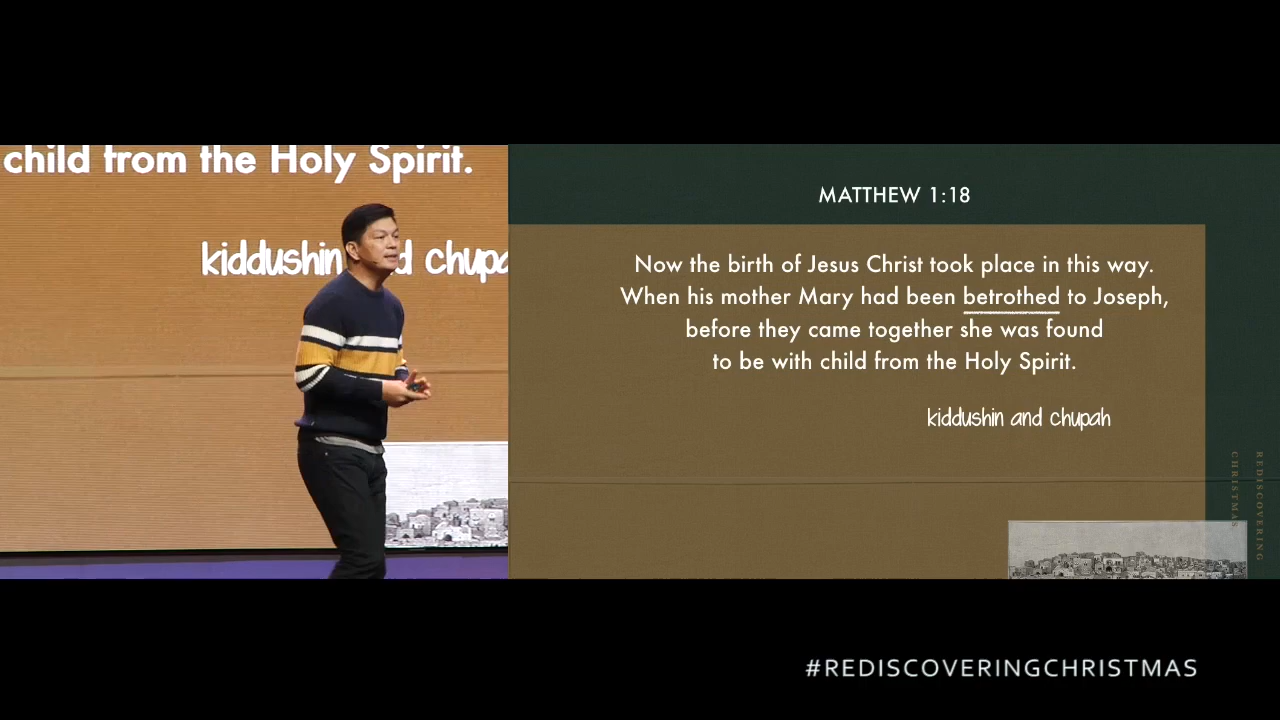 child from the Holy Spirit.
kiddushin
MATTHEW 1:18
Now the birth of Jesus Christ took place in this way.
When his mother Mary had been betrothed to Joseph,
before they came together she was found
to be with child from the Holy Spirit.
kiddushin and chupah
REDISCOVERING
CHRISTMAS
#REDISCOVERINGCHRISTMAS